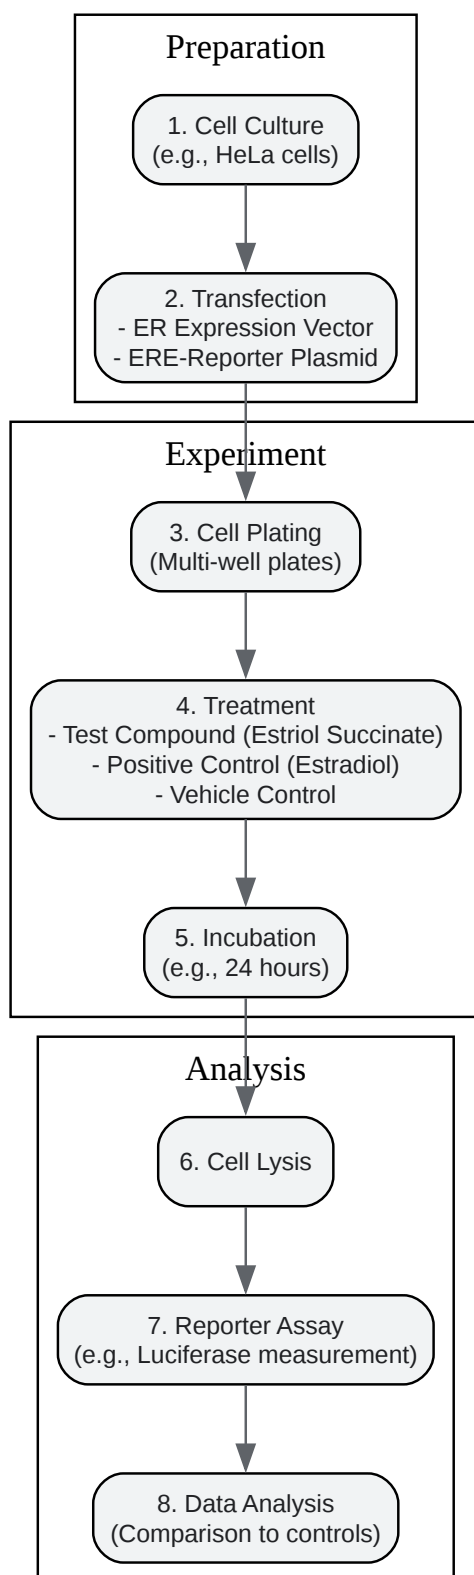 Preparation
1. Cell Culture
(e.g., HeLa cells)
2. Transfection
- ER Expression Vector
- ERE-Reporter Plasmid
Experiment
3. Cell Plating
(Multi-well plates)
4. Treatment
- Test Compound (Estriol Succinate)
- Positive Control (Estradiol)
- Vehicle Control
5. Incubation
(e.g., 24 hours)
Analysis
6. Cell Lysis
7. Reporter Assay
(e.g., Luciferase measurement)
8. Data Analysis
(Comparison to controls)